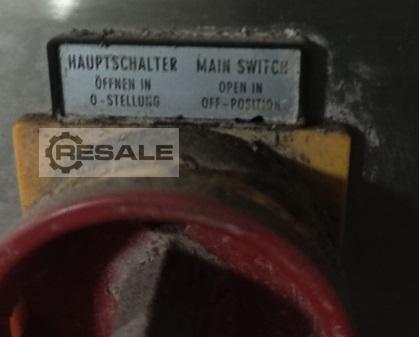 HAUPTSCHALTER MAIN SWITCH
ÖFFNEN IN OPEN IN
0-STELLUNG OFF-POSITION
RESALE